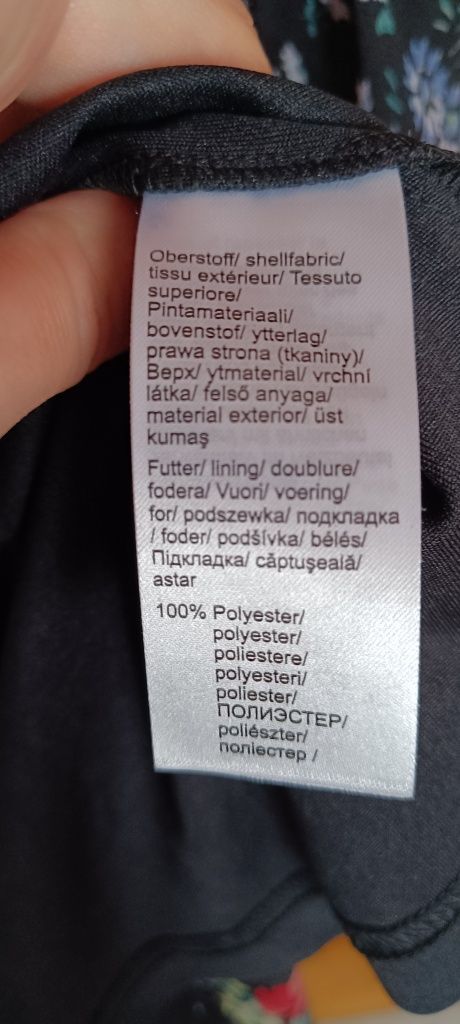 Oberstoff/ shellfabric/
tissu extérieur/ Tessuto
superiore/
Pintamateriaali/
bovenstof/ ytterlag/
prawa strona (tkaniny)/
Верх/ ytmaterial/ vrchní
látka/ felső anyaga/
material exterior/ üst
kumaş
Futter/ lining/ doublure/
fodera/ Vuori/ voering/
for/ podszewka/ подкладка
/ foder/ podšívka/ bélés/
Підкладка/ căptuşeală/
astar
100% Polyester/
polyester/
poliestere/
polyesteri/
poliester/
ПОЛИЭСТЕР/
poliészter/
поліестер /